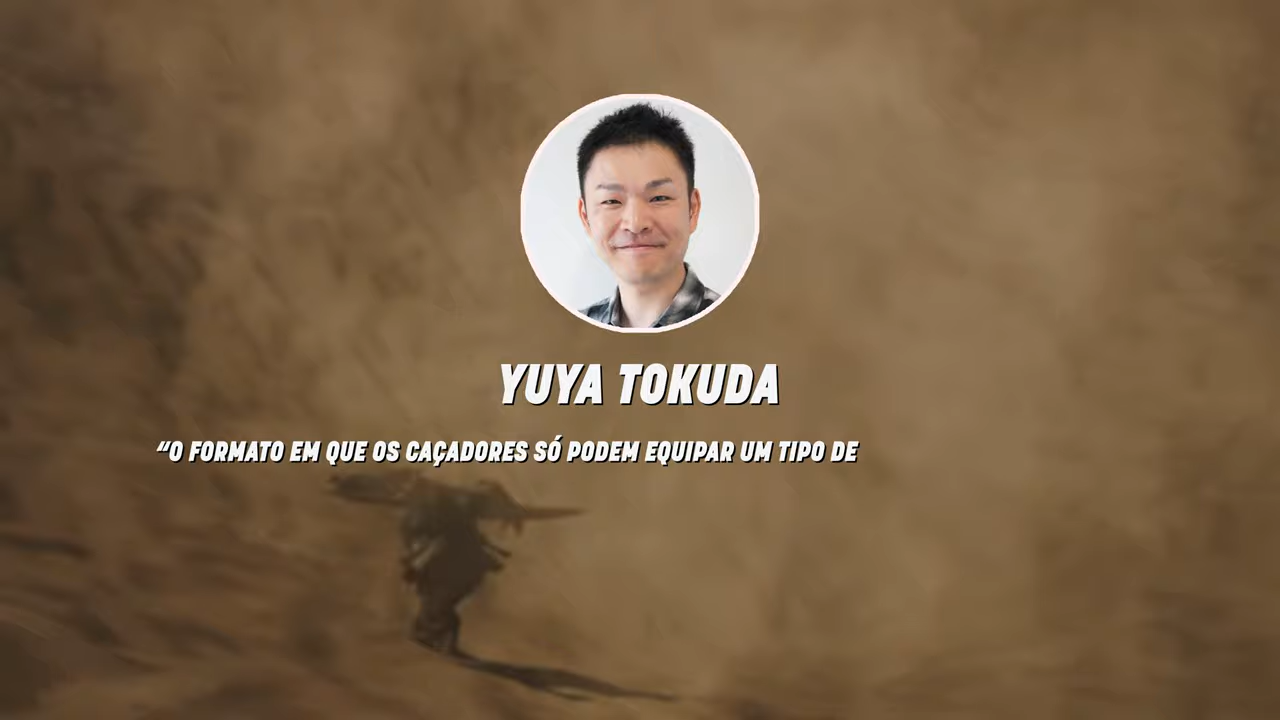 YUYA TOKUDA
“O FORMATO EM QUE OS CAÇADORES SÓ PODEM EQUIPAR UM TIPO DE